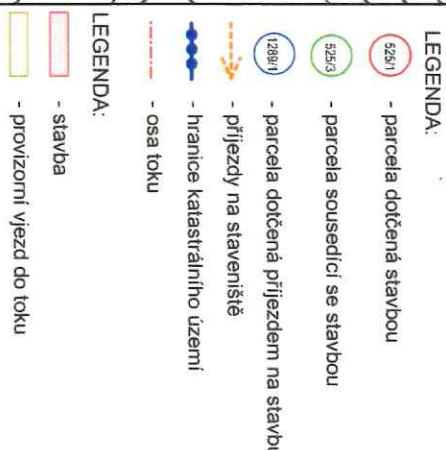 LEGENDA:
525/1 - parcela dotčená stavbou
525/3 - parcela sousedící se stavbou
1289/1 - parcela dotčená příjezdem na stavbu
- příjezdy na staveniště
- hranice katastrálního území
- osa toku
LEGENDA:
- stavba
- provizorní vjezd do toku